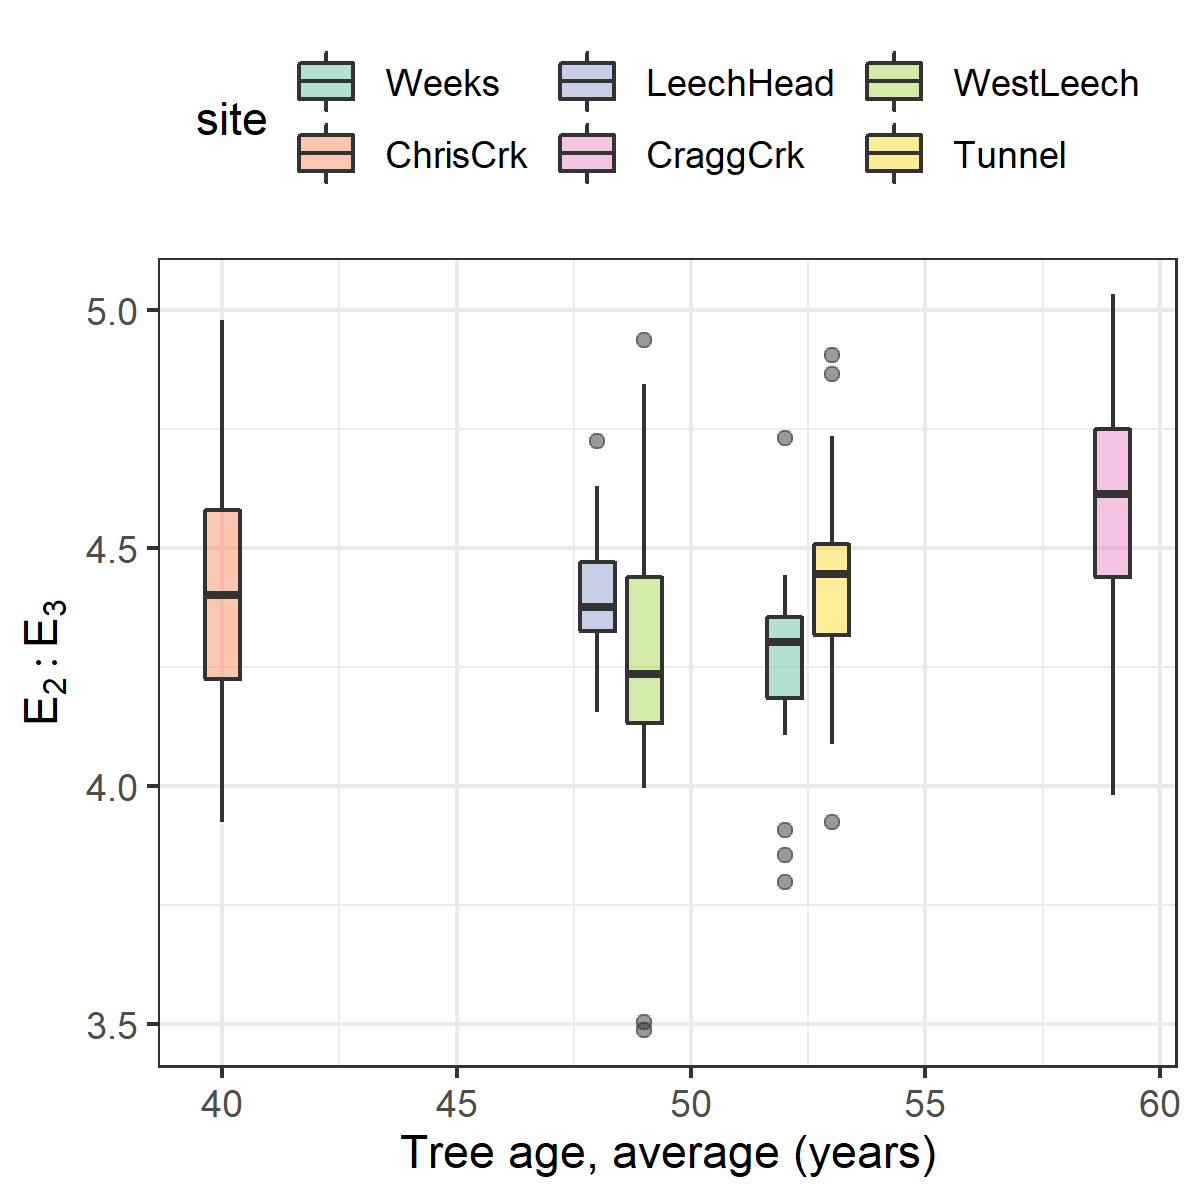 site
Weeks LeechHead WestLeech
ChrisCrk CraggCrk Tunnel
5.0
4.5
4.0
3.5
E₂:E₃
40 45 50 55 60
Tree age, average (years)